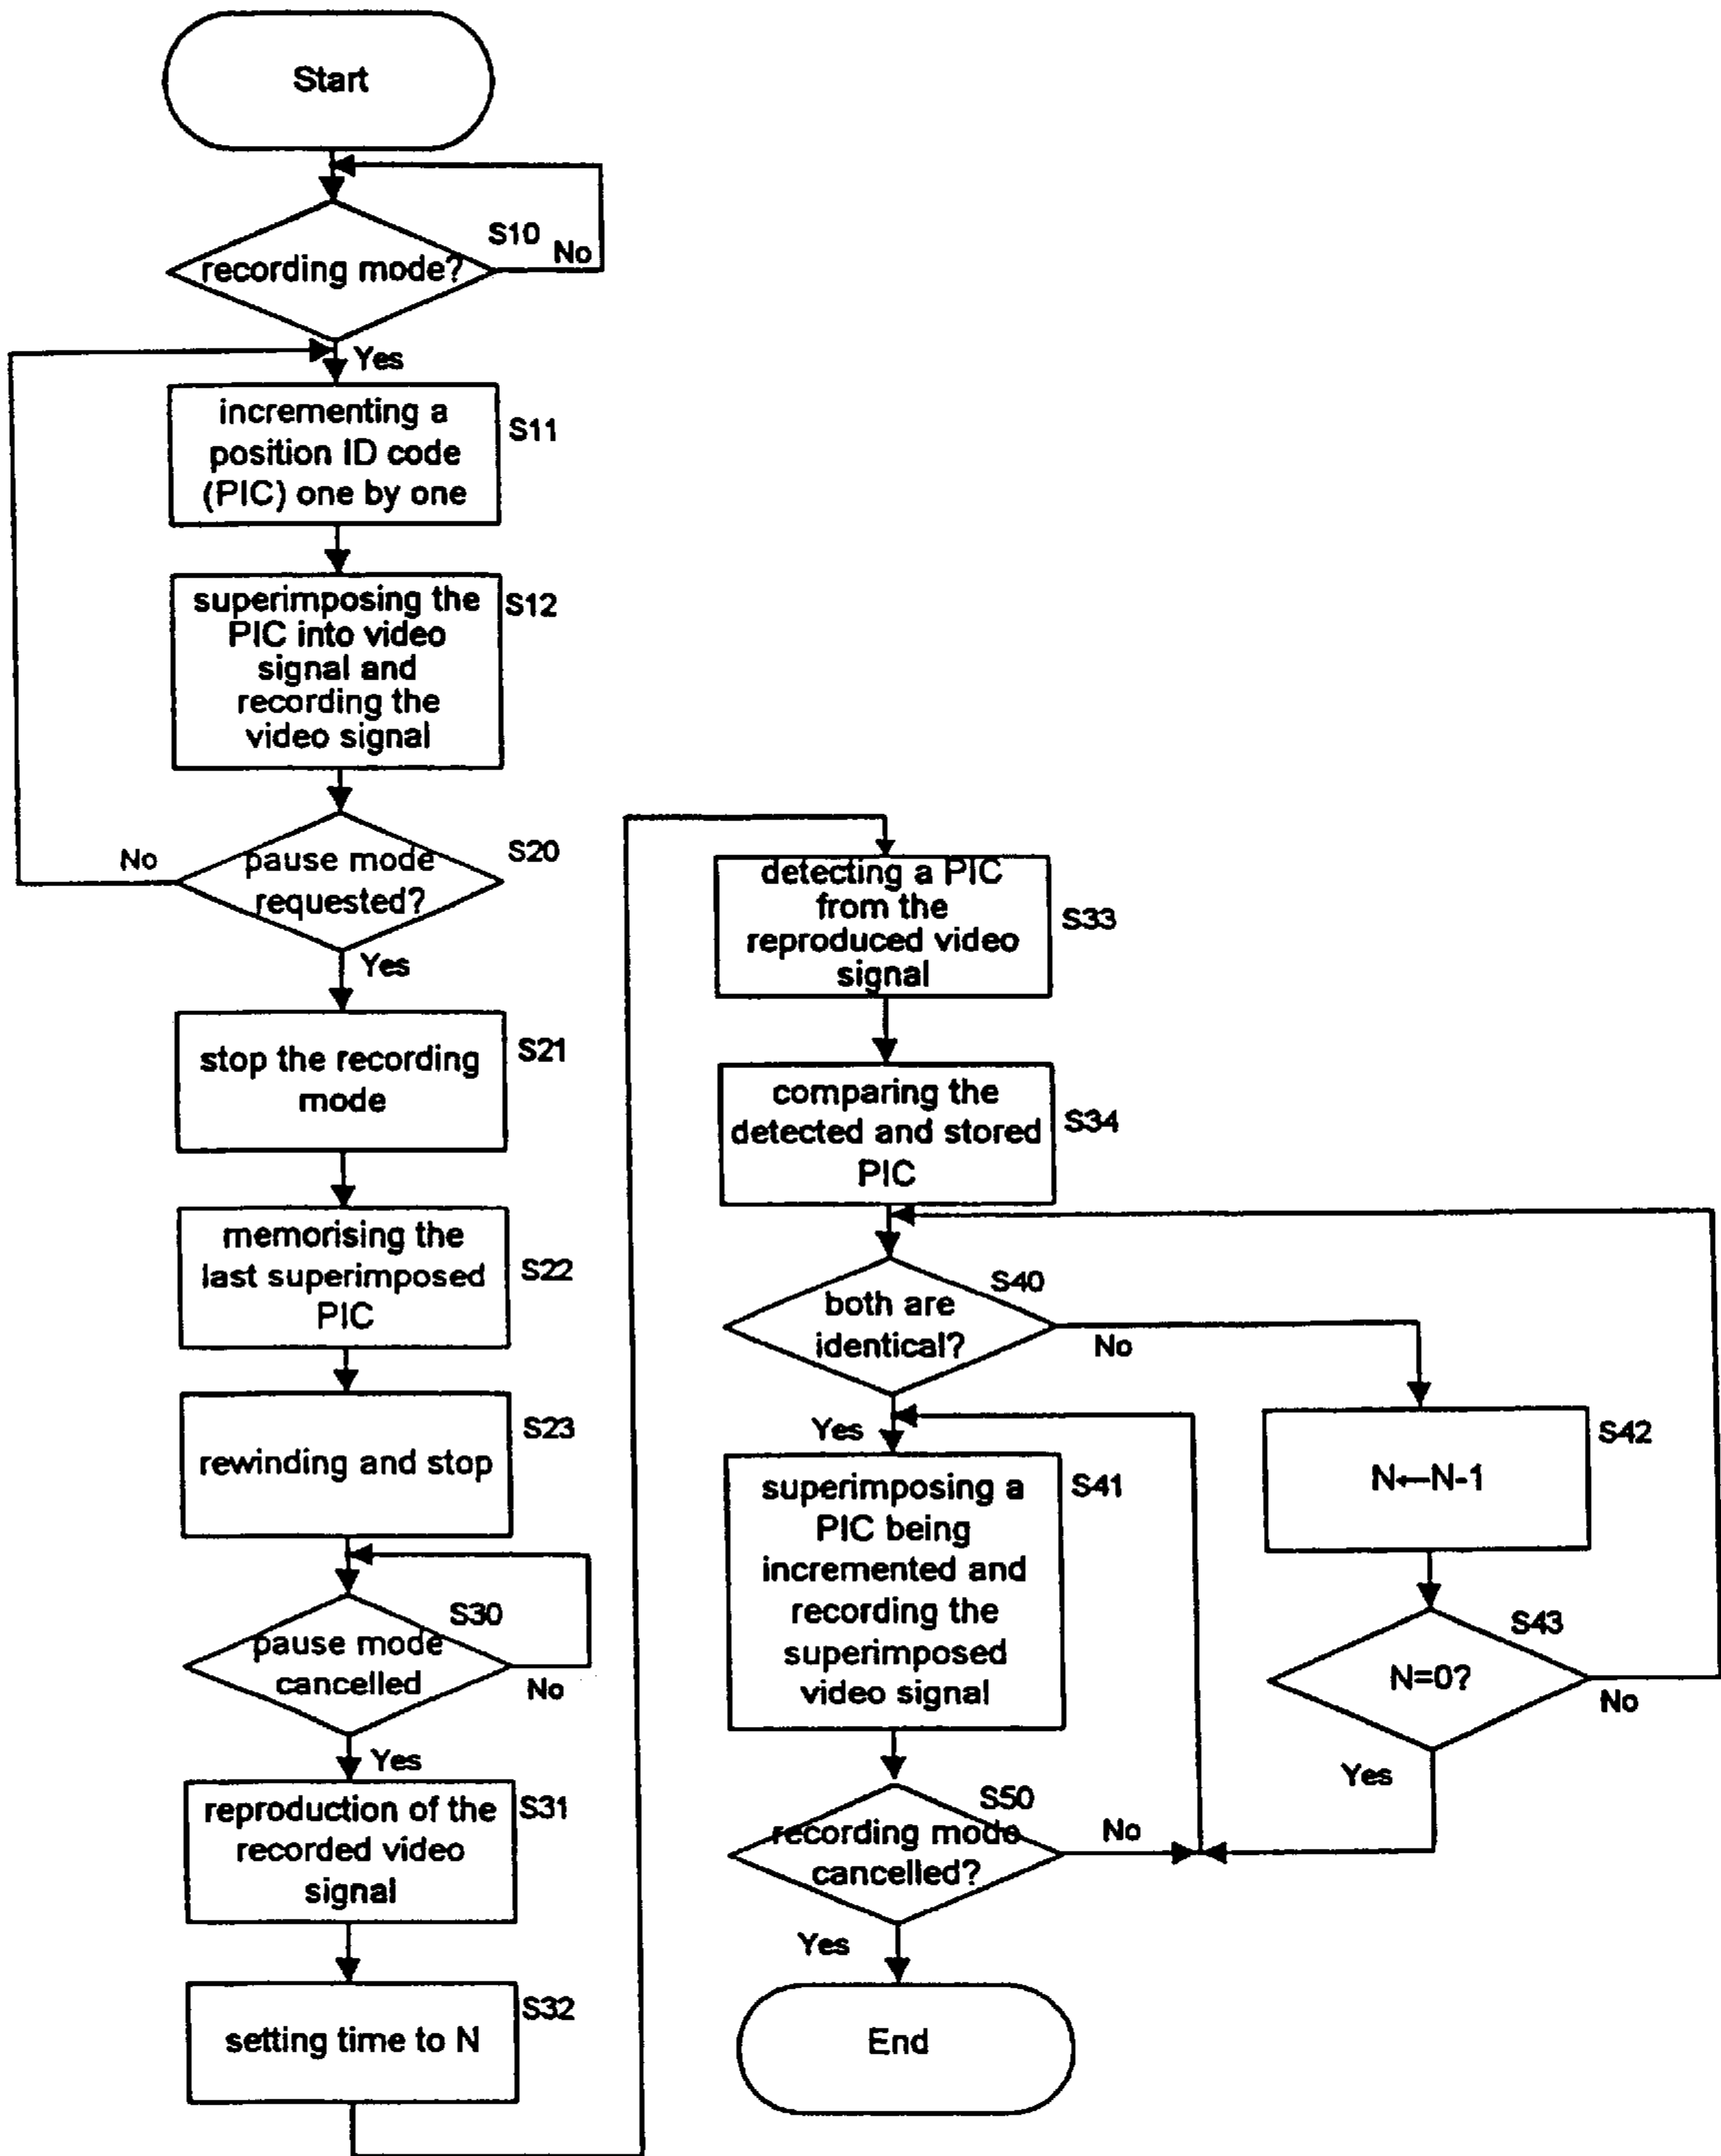 Start
S10
No
recording mode?
Yes
incrementing a
position ID code
(PIC) one by one
S11
superimposing the
PIC into video
signal and
recording the
video signal
S12
No
pause mode
requested?
S20
Yes
stop the recording
mode
S21
memorising the
last superimposed
PIC
S22
rewinding and stop
S23
S30
pause mode
cancelled
No
Yes
reproduction of the
recorded video
signal
S31
setting time to N
S32
detecting a PIC
from the
reproduced video
signal
S33
comparing the
detected and stored
PIC
S34
S40
both are
identical?
No
Yes
superimposing a
PIC being
incremented and
recording the
superimposed
video signal
S41
N←N-1
S42
S43
N=0?
No
Yes
S50
recording mode
cancelled?
No
Yes
End